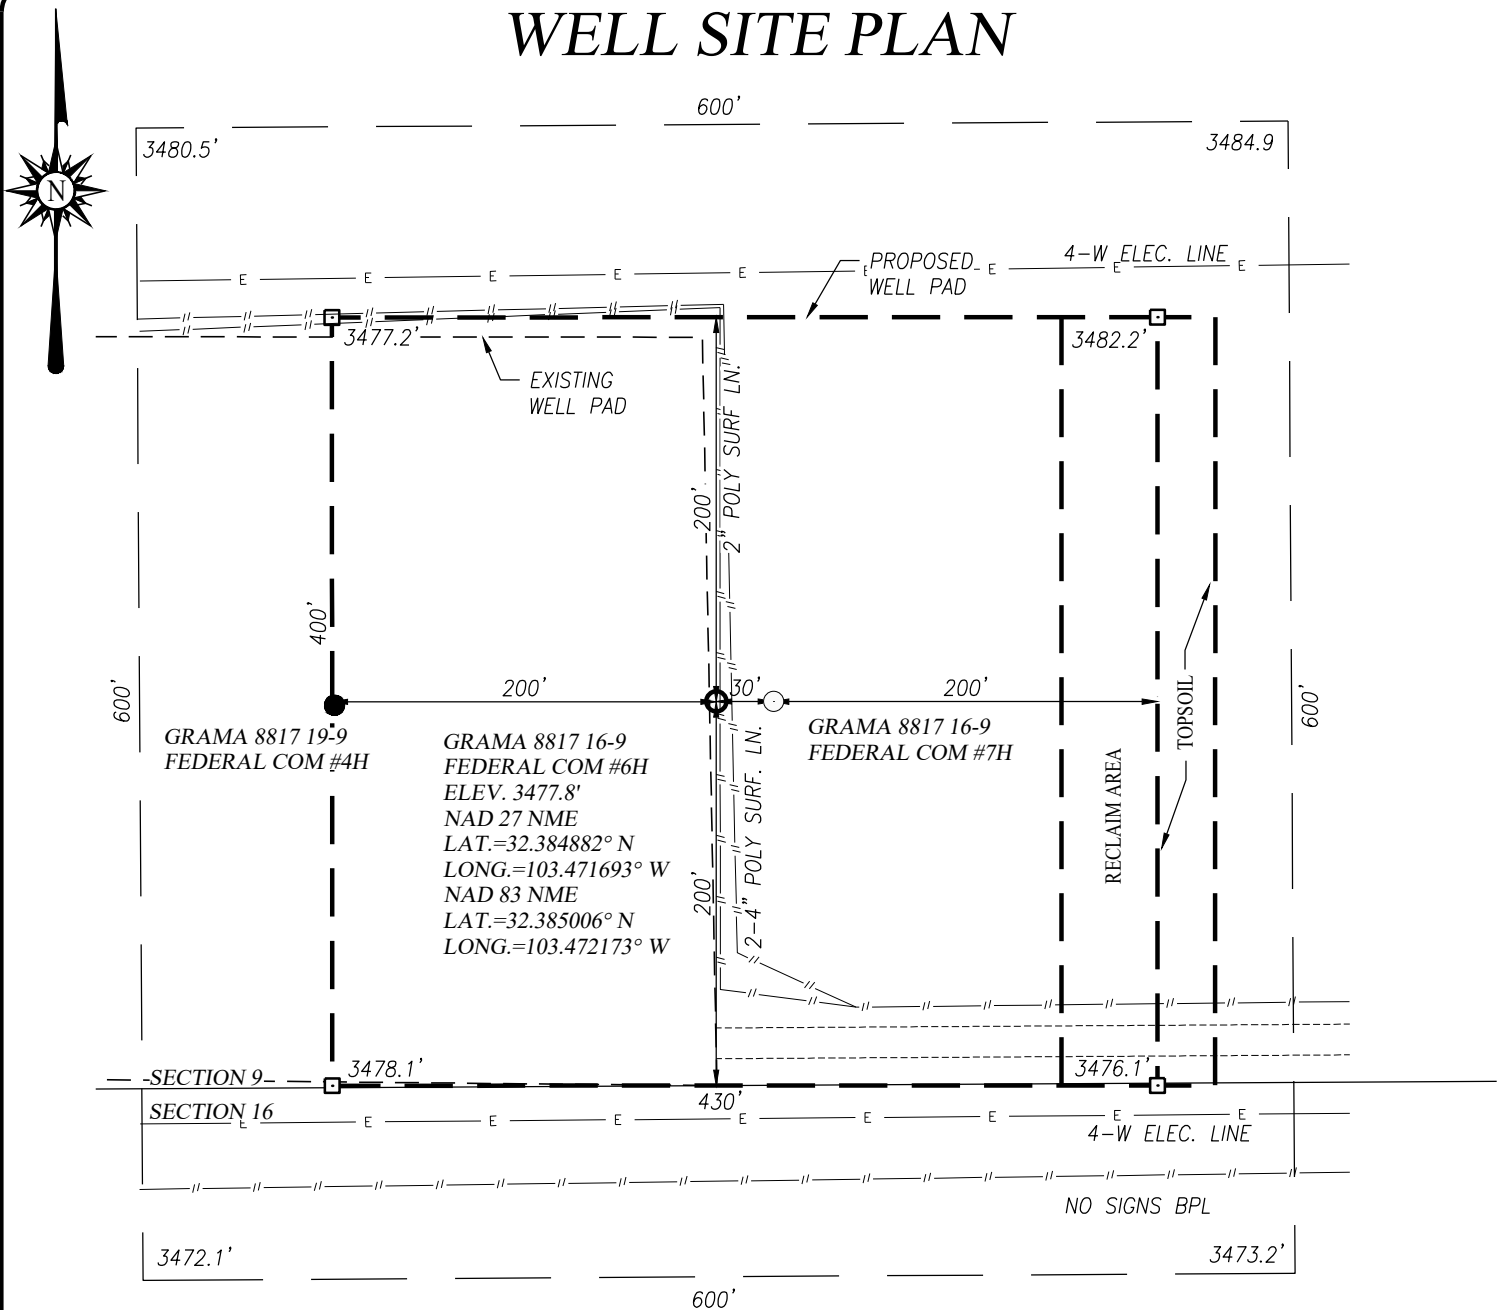 WELL SITE PLAN
600'
3480.5'
3484.9
N
4-W ELEC. LINE
E E E E E E E E E
PROPOSED
WELL PAD
3477.2'
3482.2'
EXISTING
WELL PAD
2" POLY SURF LN.
200'
400'
600'
200'
30'
200'
600'
TOPSOIL
GRAMA 8817 19-9
FEDERAL COM #4H
GRAMA 8817 16-9
FEDERAL COM #6H
ELEV. 3477.8'
NAD 27 NME
LAT.=32.384882° N
LONG.=103.471693° W
NAD 83 NME
LAT.=32.385006° N
LONG.=103.472173° W
GRAMA 8817 16-9
FEDERAL COM #7H
2-4" POLY SURF. LN.
RECLAIM AREA
200'
3478.1'
3476.1'
SECTION 9
SECTION 16
430'
E E E E E E E E E
4-W ELEC. LINE
NO SIGNS BPL
3472.1'
3473.2'
600'